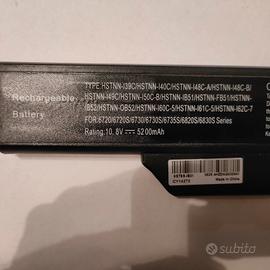 Rechargeable
Battery
TYPE:HSTNN-I39C/HSTNN-I40C/HSTNN-I48C-A/HSTNN-I48C-B/
HSTNN-I49C/HSTNN-I50C-B/HSTNN-IB51/HSTNN-FB51/HSTNN-
IB52/HSTNN-OB52/HSTNN-I60C-5/HSTNN-I61C-5/HSTNN-I62C-7
FOR:6720/6720S/6730/6730S/6735S/6820S/6830S Series
Rating:10.8V 5200mAh
Made in China
subito